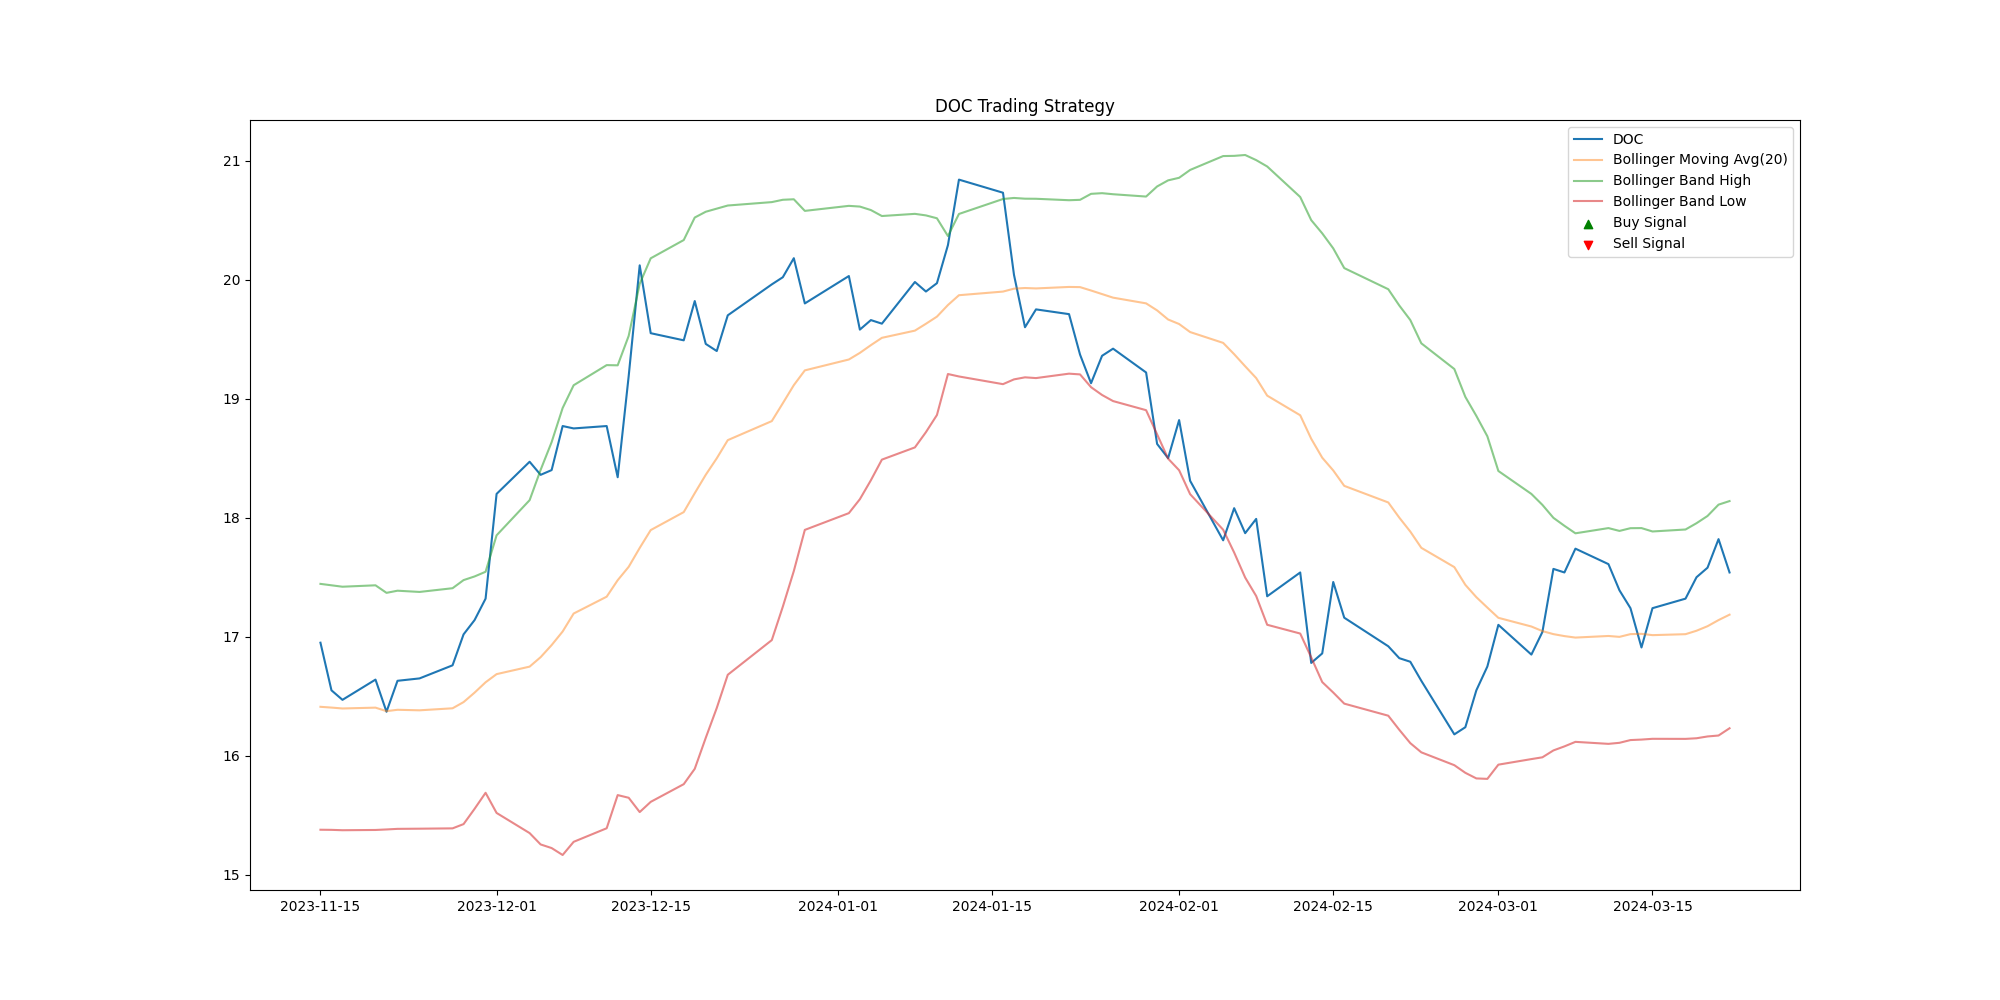 DOC Trading Strategy
DOC
Bollinger Moving Avg(20)
Bollinger Band High
Bollinger Band Low
Buy Signal
Sell Signal
21
20
19
18
17
16
15
2023-11-15 2023-12-01 2023-12-15 2024-01-01 2024-01-15 2024-02-01 2024-02-15 2024-03-01 2024-03-15